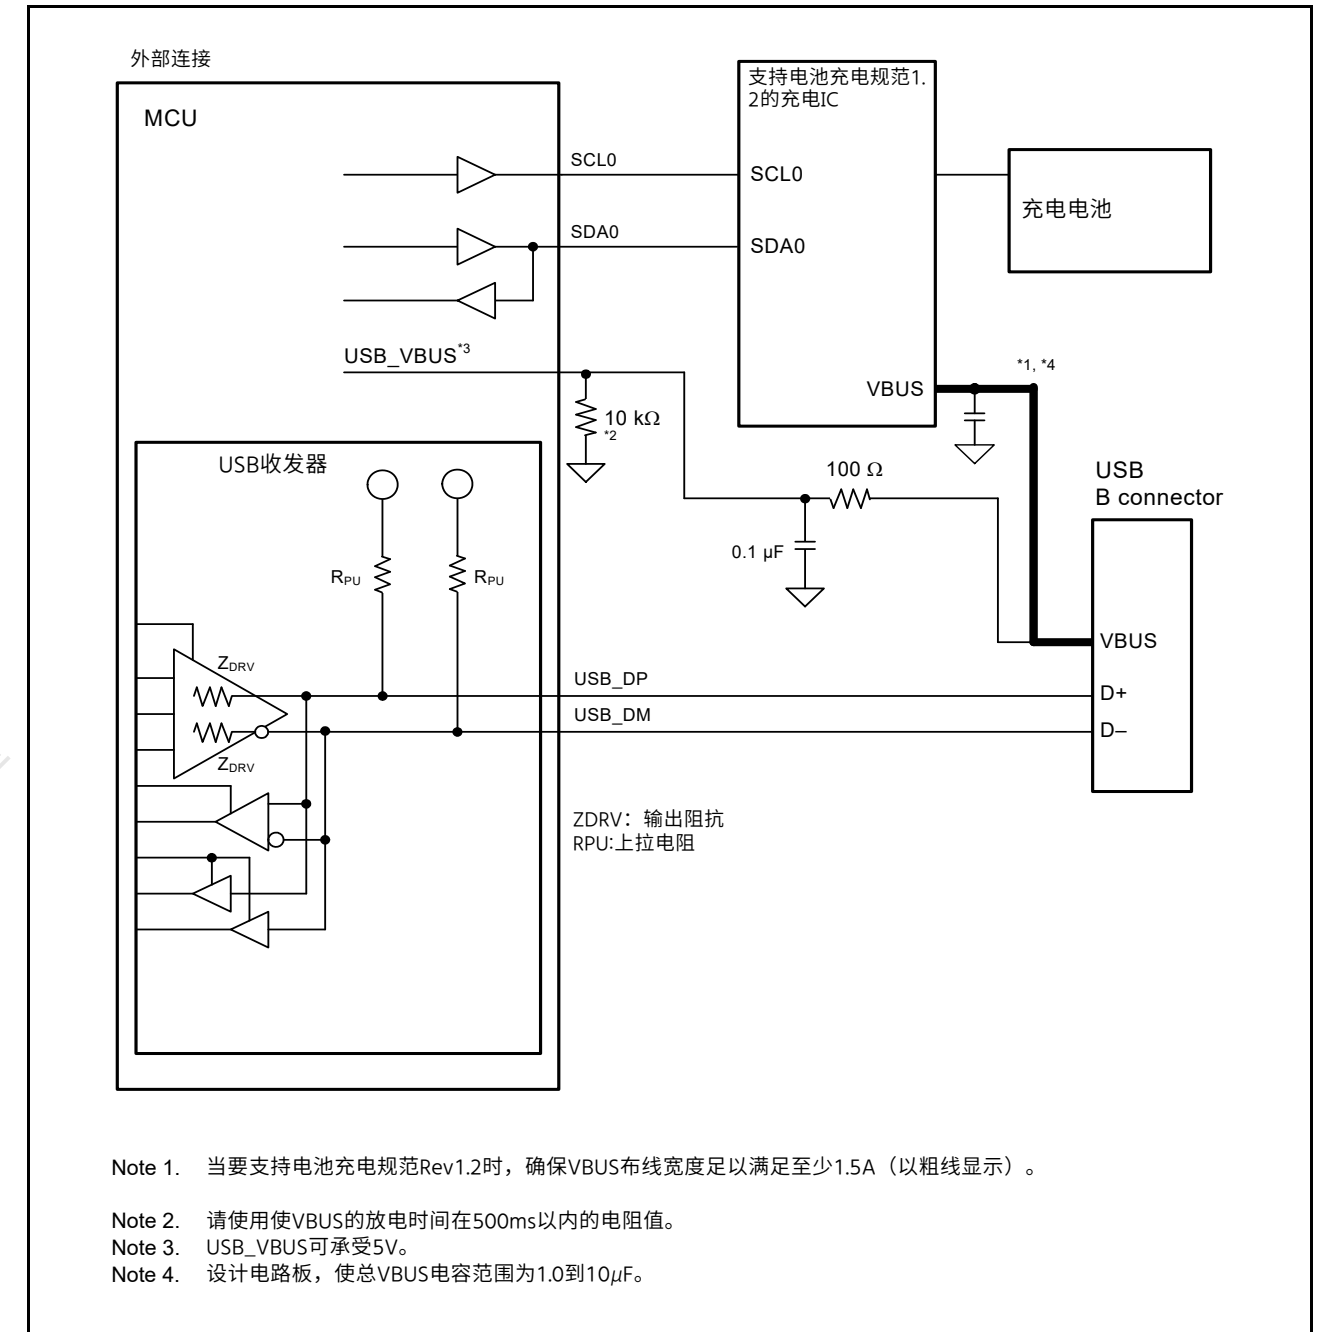 外部连接
MCU
支持电池充电规范1.
2的充电IC
SCL0
SCL0
充电电池
SDA0
SDA0
USB_VBUS*3
*1, *4
VBUS
10 kΩ
*2
USB收发器
100 Ω
USB
B connector
0.1 µF
RPU
RPU
VBUS
ZDRV
USB_DP
D+
USB_DM
D–
ZDRV
ZDRV：输出阻抗
RPU:上拉电阻
Note 1. 当要支持电池充电规范Rev1.2时，确保VBUS布线宽度足以满足至少1.5A（以粗线显示）。
Note 2. 请使用使VBUS的放电时间在500ms以内的电阻值。
Note 3. USB_VBUS可承受5V。
Note 4. 设计电路板，使总VBUS电容范围为1.0到10μF。